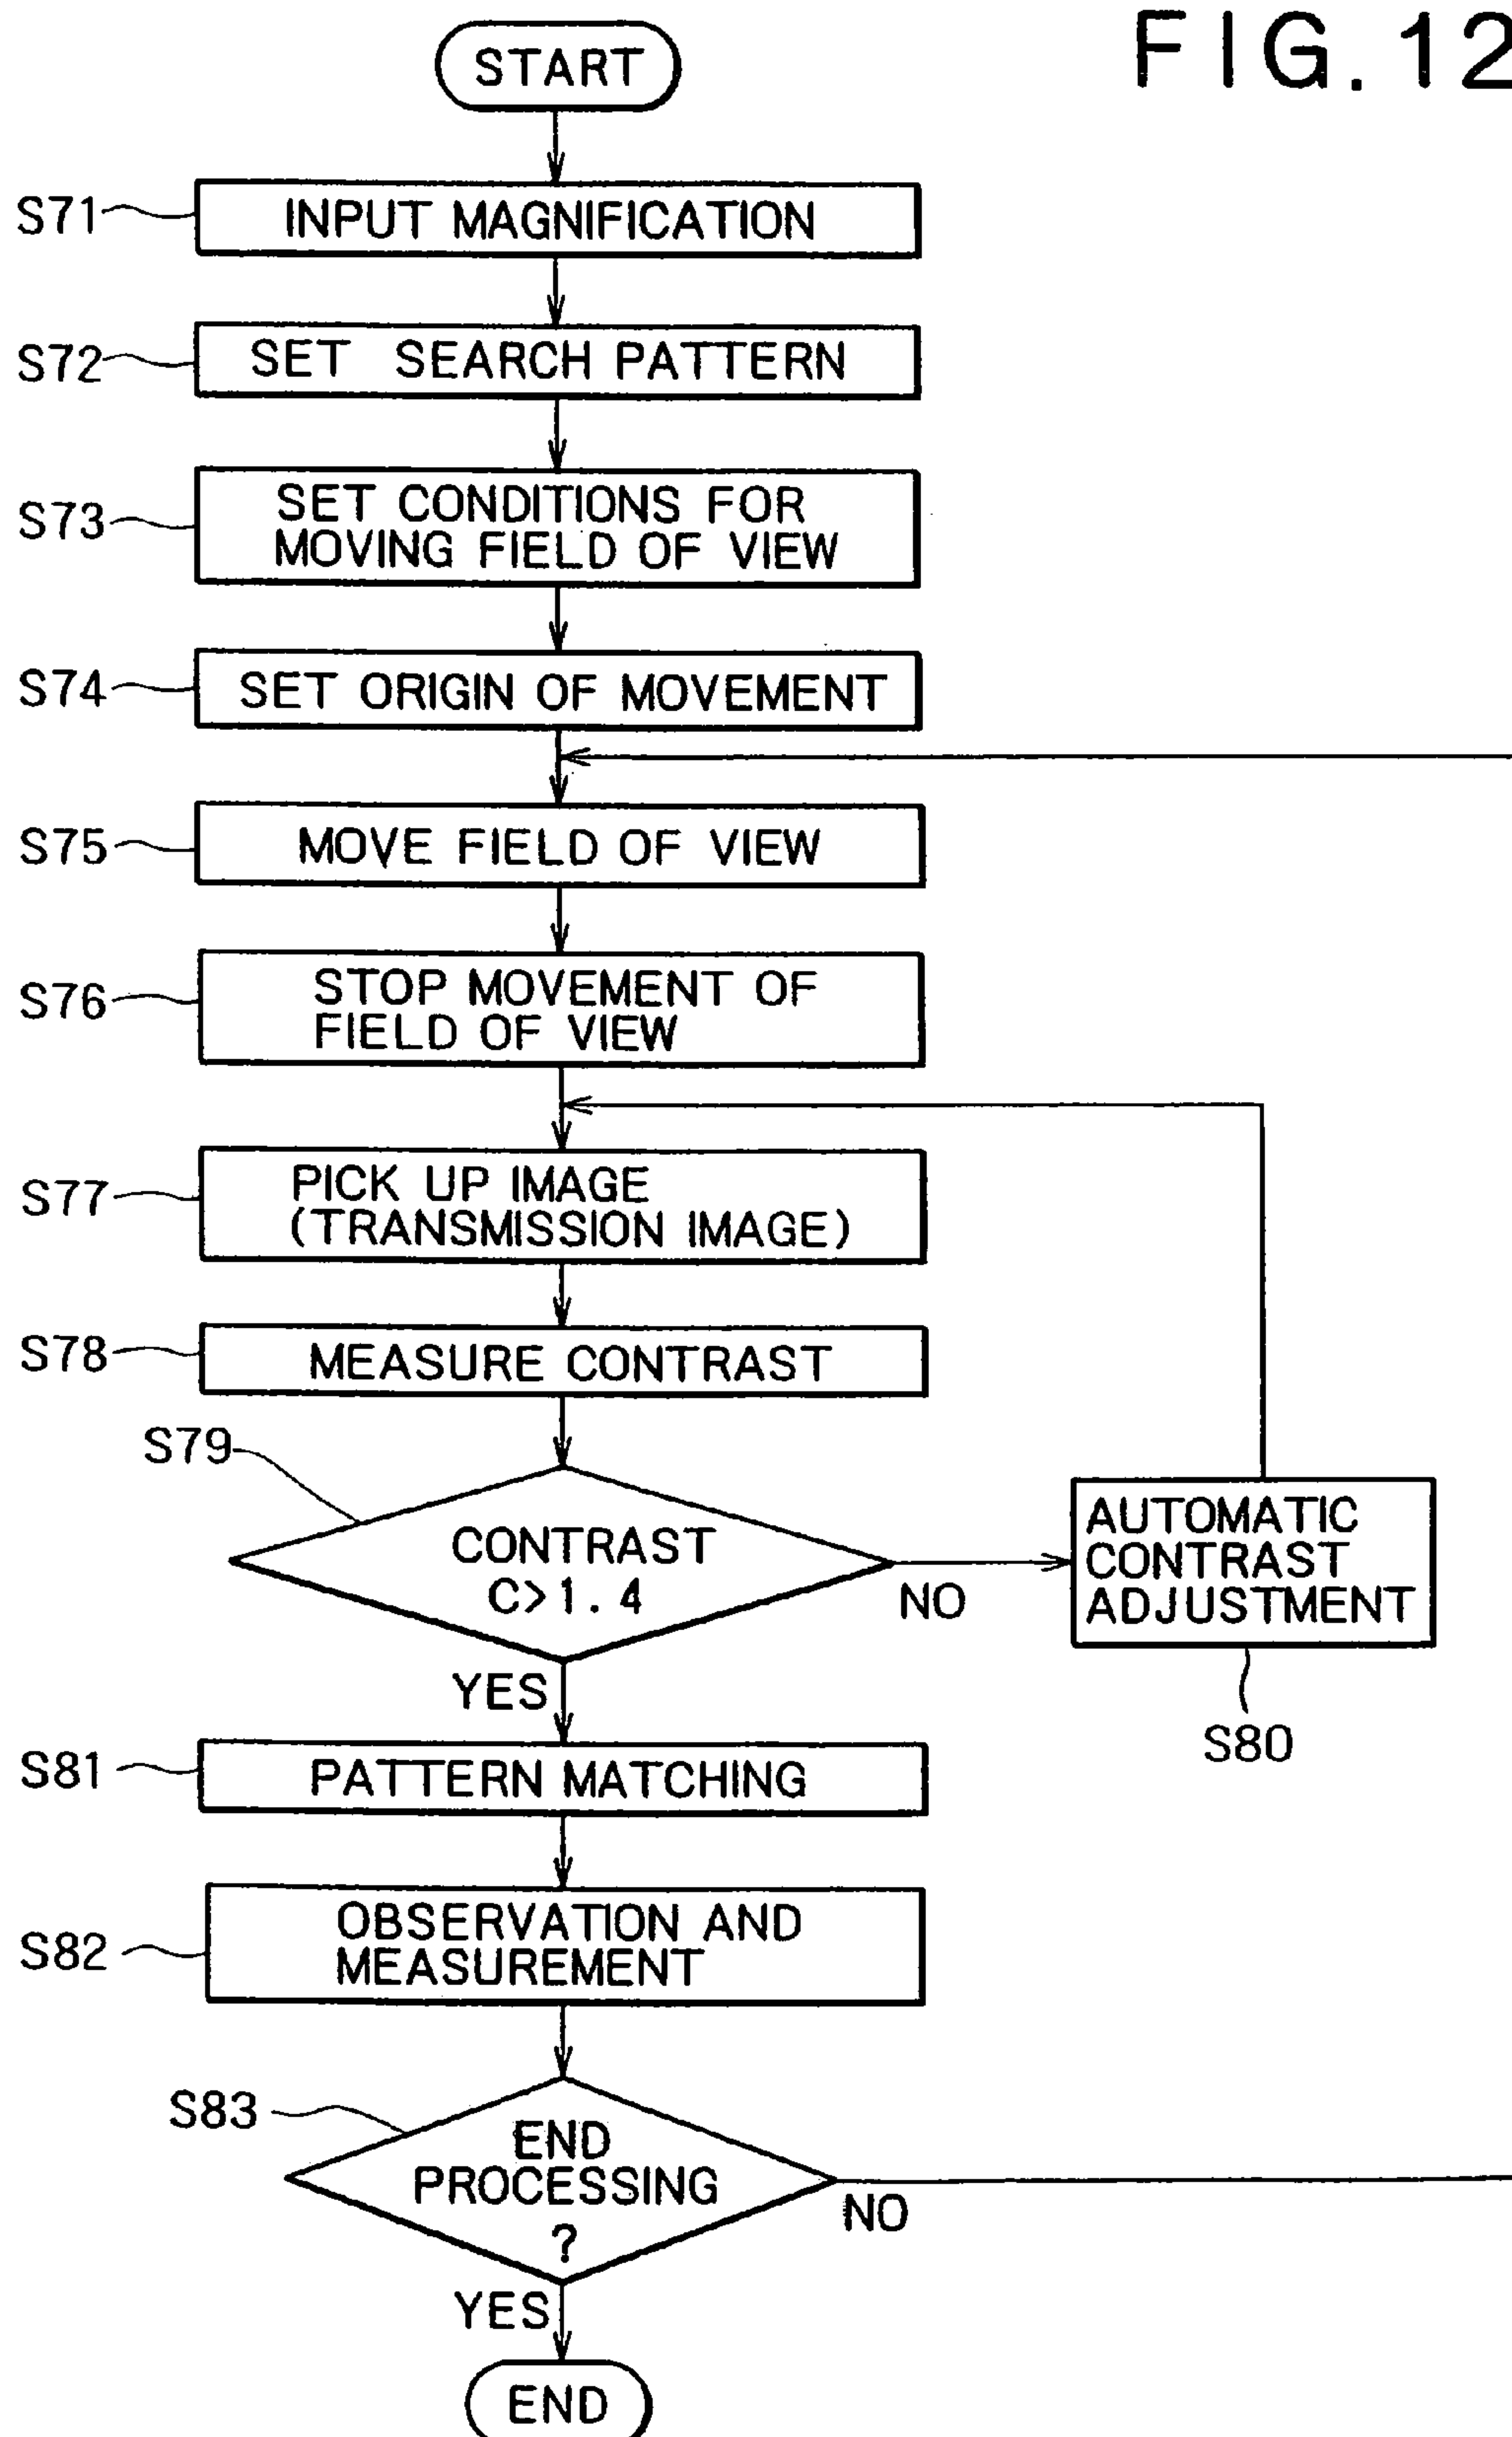 FIG.12
START
S71
INPUT MAGNIFICATION
S72
SET SEARCH PATTERN
S73
SET CONDITIONS FOR
MOVING FIELD OF VIEW
S74
SET ORIGIN OF MOVEMENT
S75
MOVE FIELD OF VIEW
S76
STOP MOVEMENT OF
FIELD OF VIEW
S77
PICK UP IMAGE
(TRANSMISSION IMAGE)
S78
MEASURE CONTRAST
S79
CONTRAST
C>1.4
NO
AUTOMATIC
CONTRAST
ADJUSTMENT
S80
YES
S81
PATTERN MATCHING
S82
OBSERVATION AND
MEASUREMENT
S83
END
PROCESSING
?
NO
YES
END